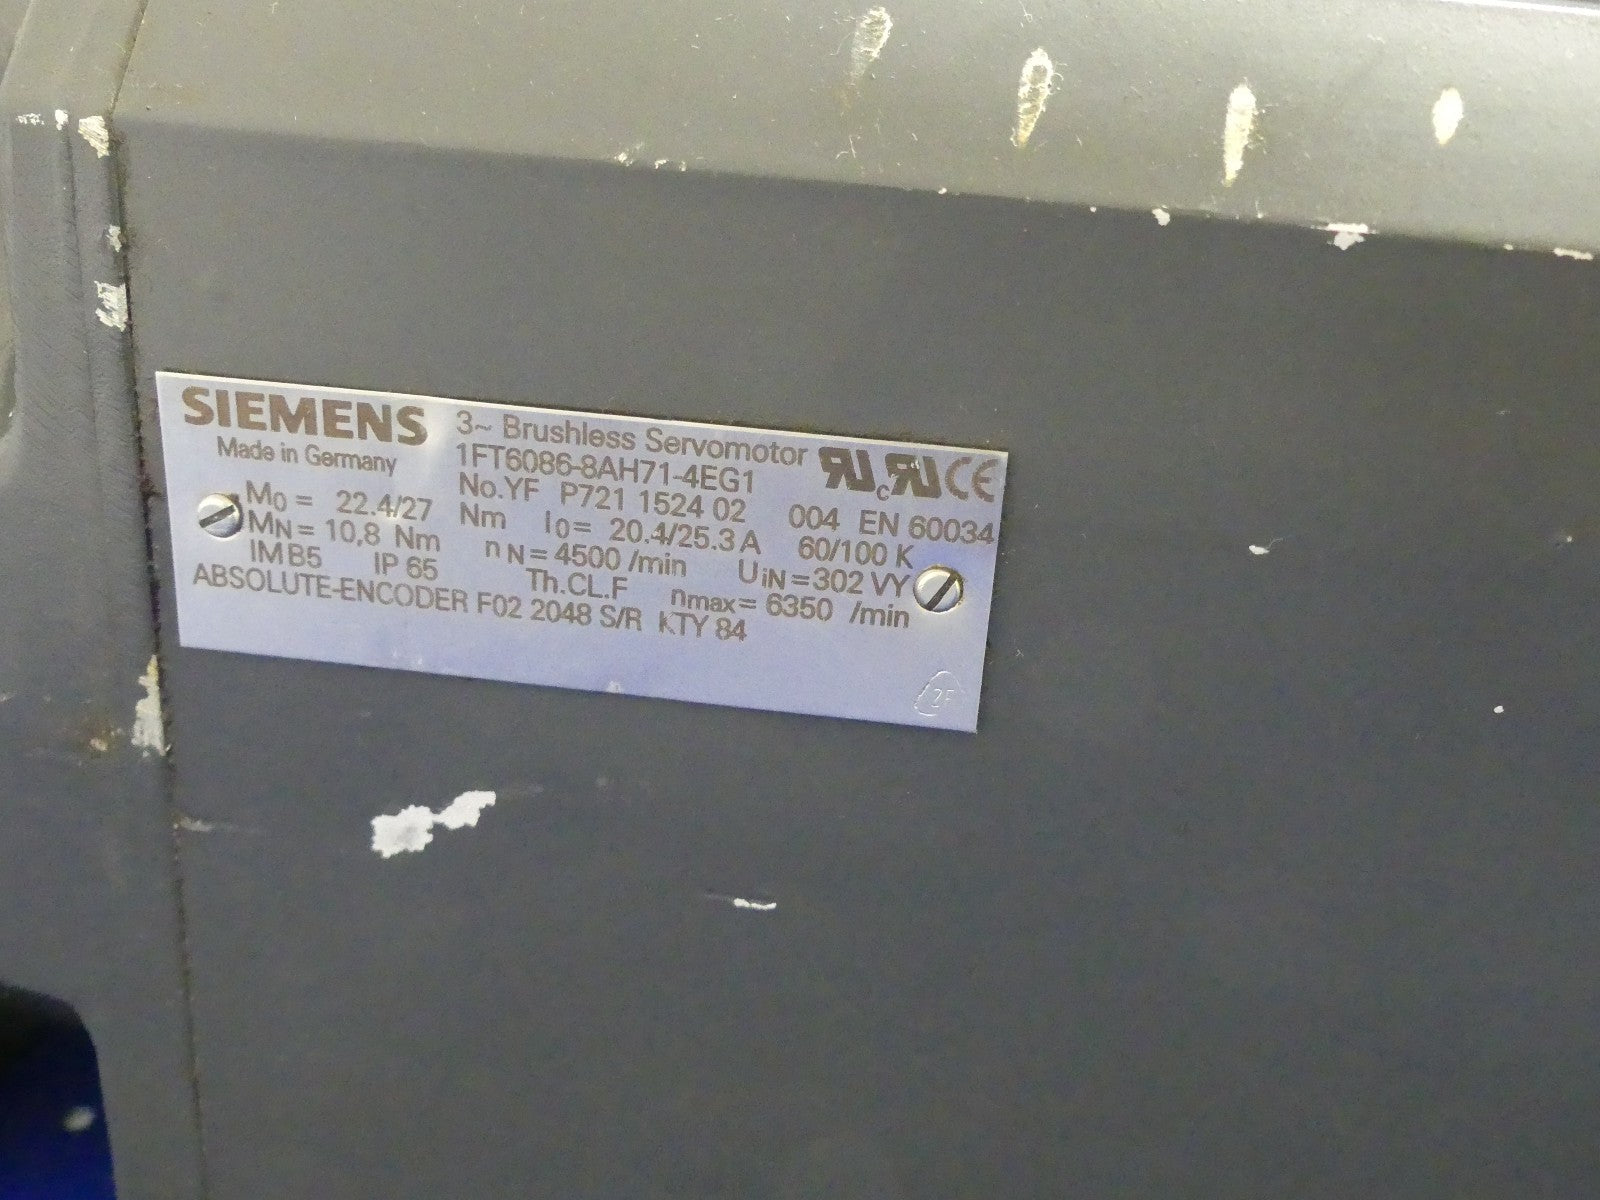 SIEMENS 3~ Brushless Servomotor
Made in Germany 1FT6086-8AH71-4EG1
No.YF P721 1524 02 004 EN 60034
M0 = 22.4/27 Nm I0 = 20.4/25.3 A 60/100 K
MN = 10,8 Nm nN = 4500 /min UiN = 302 VY
IM B5 IP 65 Th.CL.F nmax = 6350 /min
ABSOLUTE-ENCODER F02 2048 S/R KTY 84
2F